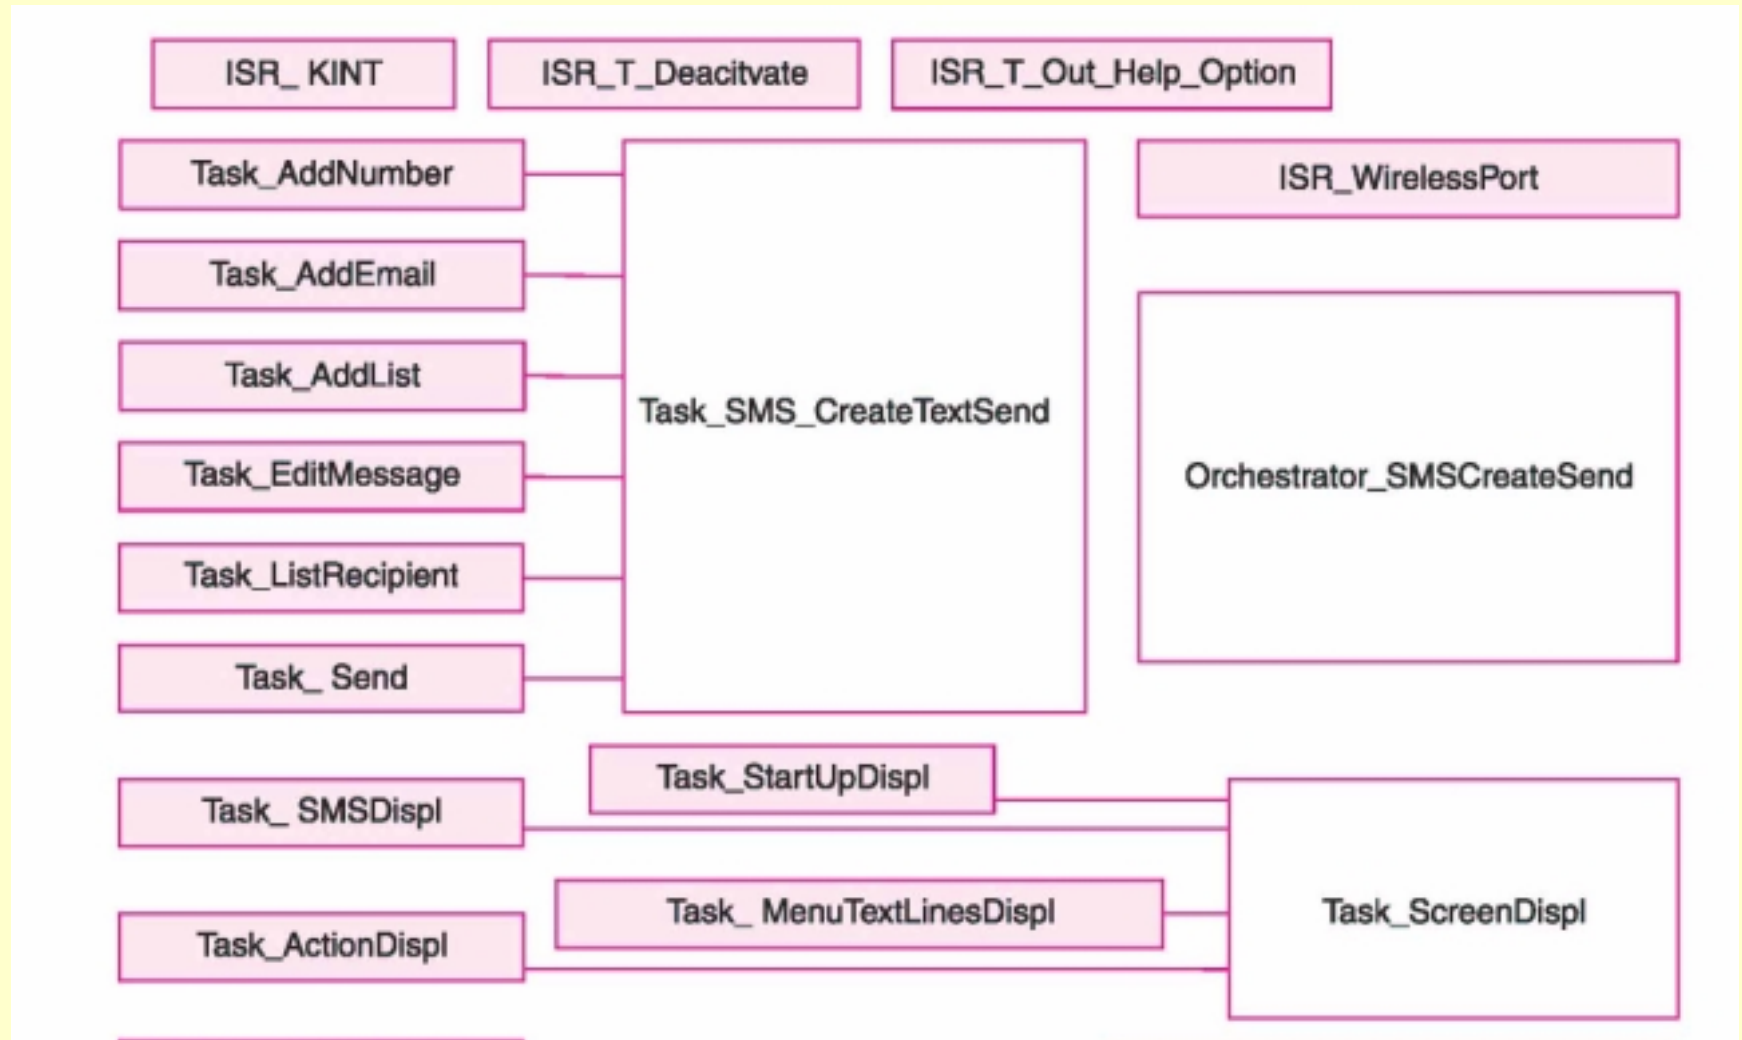 ISR_ KINT
ISR_T_Deacitvate
ISR_T_Out_Help_Option
Task_AddNumber
ISR_WirelessPort
Task_AddEmail
Task_AddList
Task_SMS_CreateTextSend
Task_EditMessage
Orchestrator_SMSCreateSend
Task_ListRecipient
Task_ Send
Task_StartUpDispl
Task_ SMSDispl
Task_ MenuTextLinesDispl
Task_ScreenDispl
Task_ActionDispl